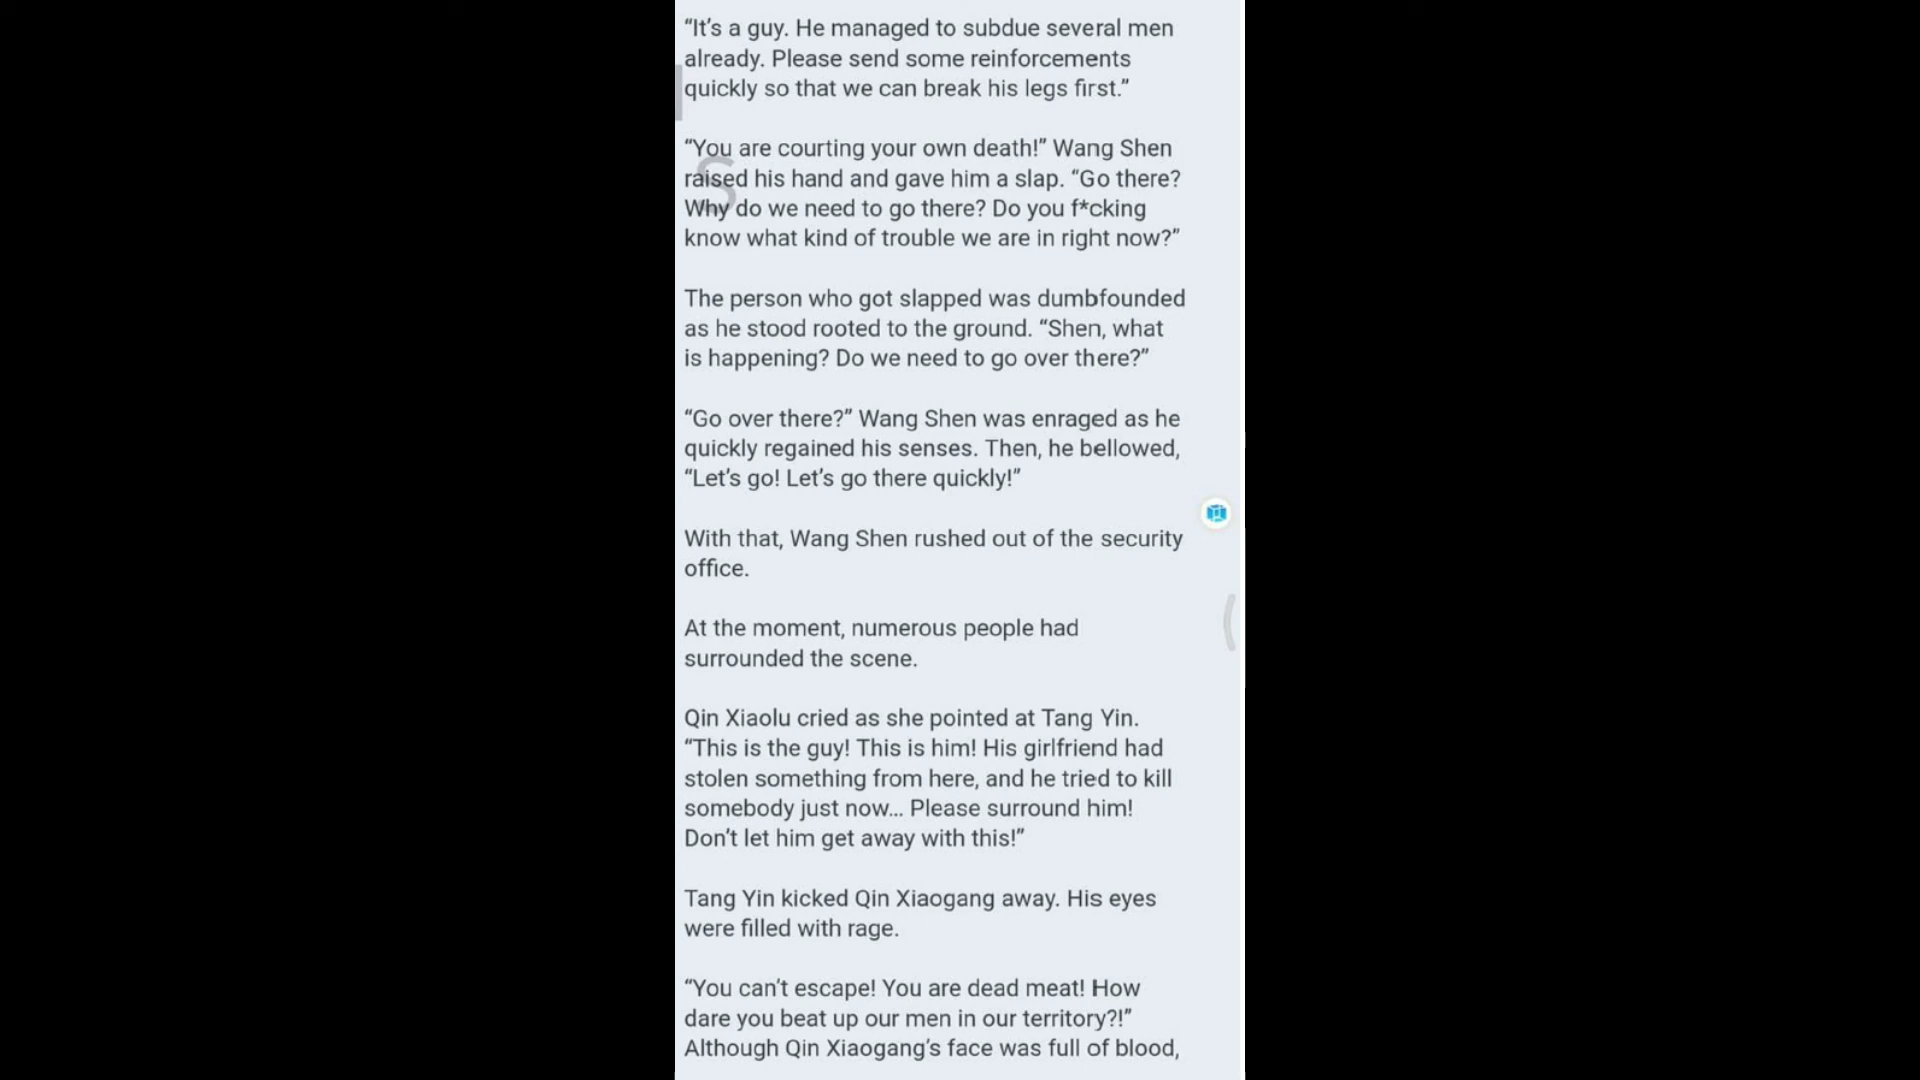 “It’s a guy. He managed to subdue several men
already. Please send some reinforcements
quickly so that we can break his legs first.”
“You are courting your own death!” Wang Shen
raised his hand and gave him a slap. “Go there?
Why do we need to go there? Do you f*cking
know what kind of trouble we are in right now?”
The person who got slapped was dumbfounded
as he stood rooted to the ground. “Shen, what
is happening? Do we need to go over there?”
“Go over there?” Wang Shen was enraged as he
quickly regained his senses. Then, he bellowed,
“Let’s go! Let’s go there quickly!”
With that, Wang Shen rushed out of the security
office.
At the moment, numerous people had
surrounded the scene.
Qin Xiaolu cried as she pointed at Tang Yin.
“This is the guy! This is him! His girlfriend had
stolen something from here, and he tried to kill
somebody just now... Please surround him!
Don’t let him get away with this!”
Tang Yin kicked Qin Xiaogang away. His eyes
were filled with rage.
“You can’t escape! You are dead meat! How
dare you beat up our men in our territory?!”
Although Qin Xiaogang’s face was full of blood,